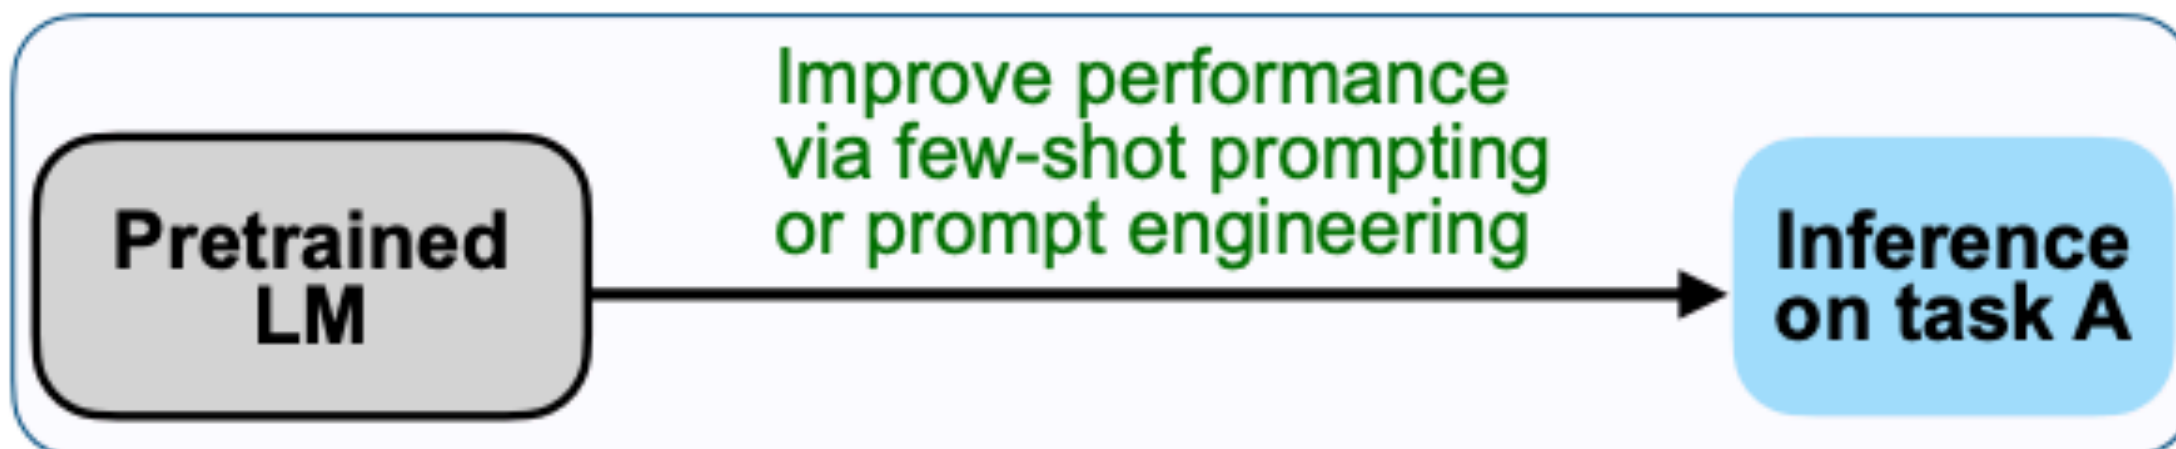 Improve performance
via few-shot prompting
or prompt engineering
Pretrained
LM
Inference
on task A